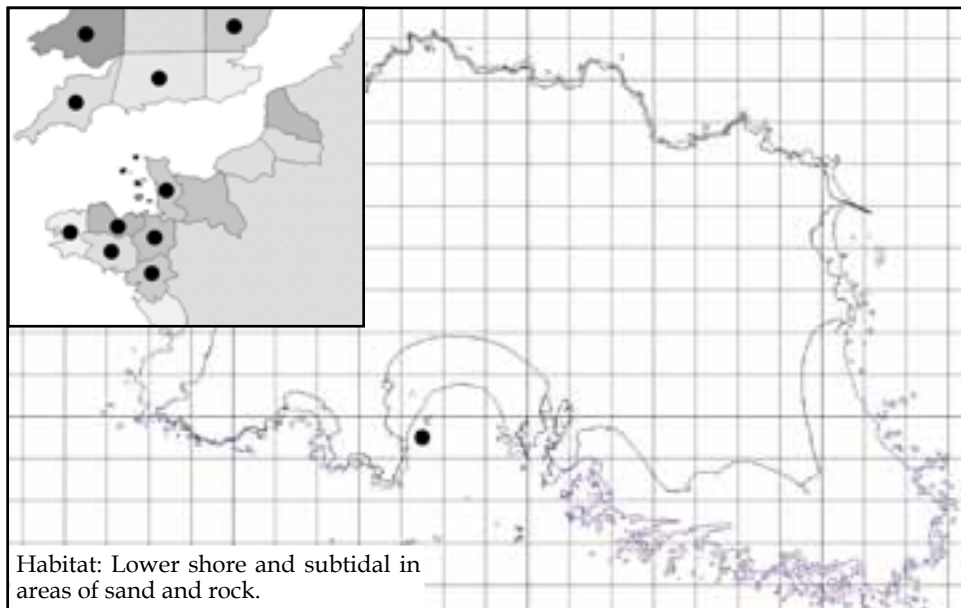 Habitat: Lower shore and subtidal in
areas of sand and rock.